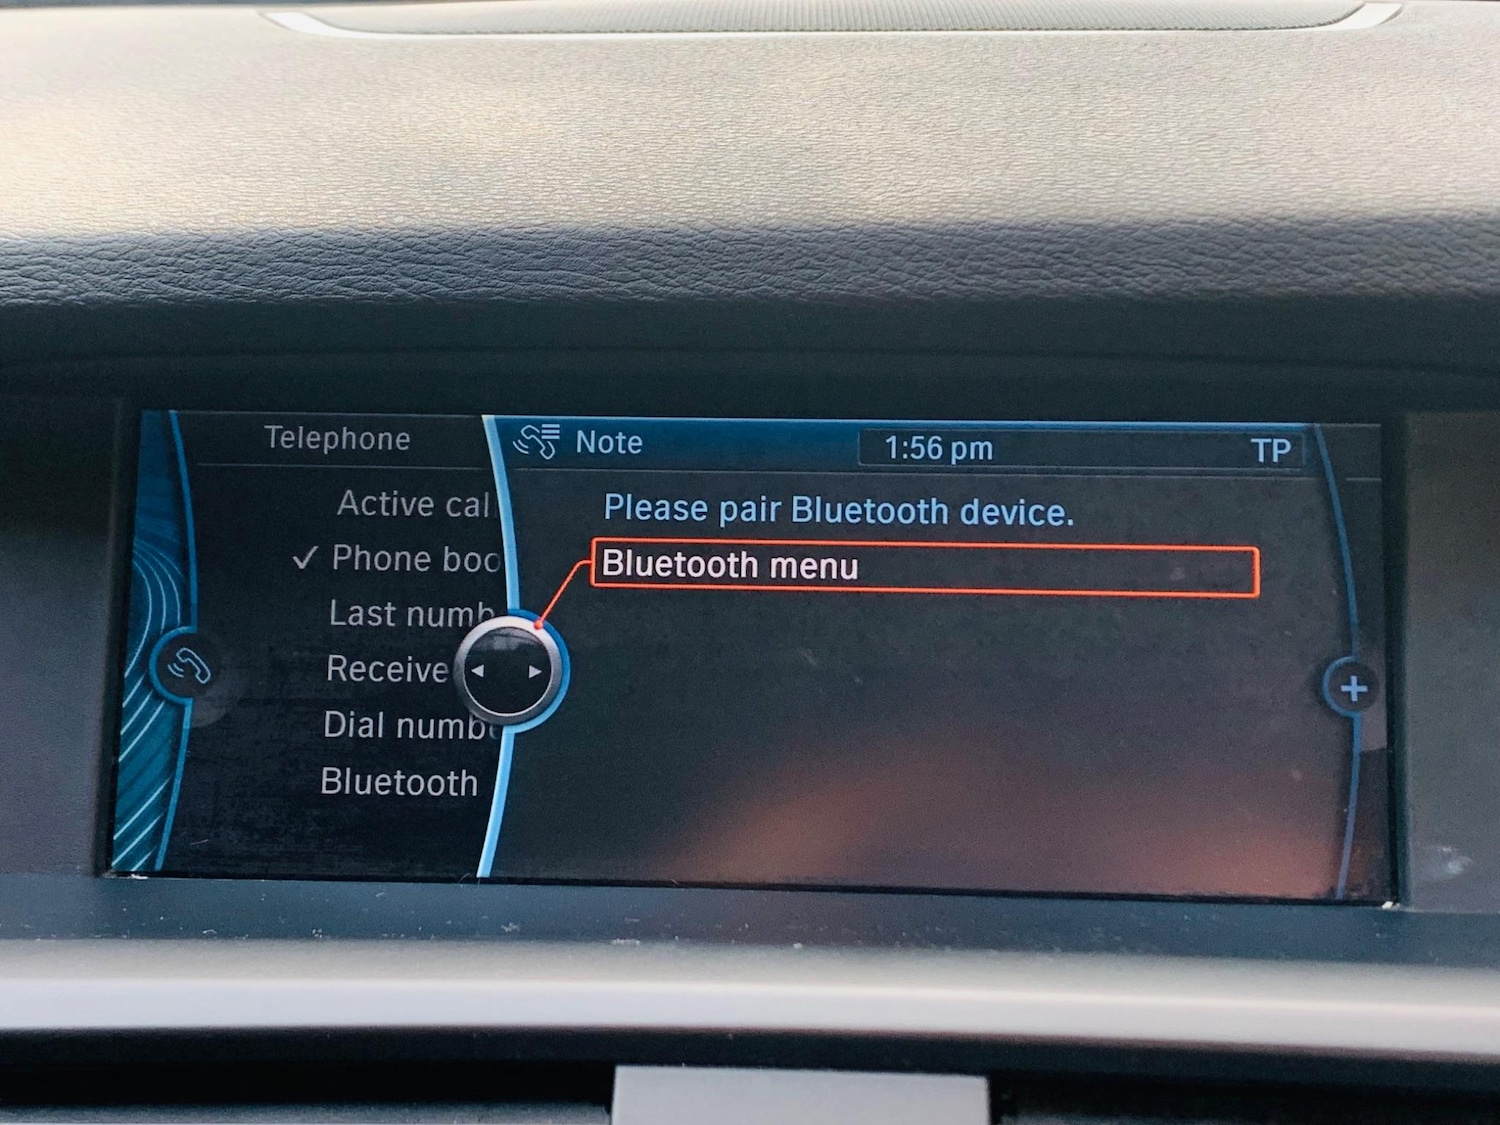 Telephone
Active cal
✓ Phone boo
Last numb
Receive
Dial numb
Bluetooth
Note
1:56 pm
TP
Please pair Bluetooth device.
Bluetooth menu
+